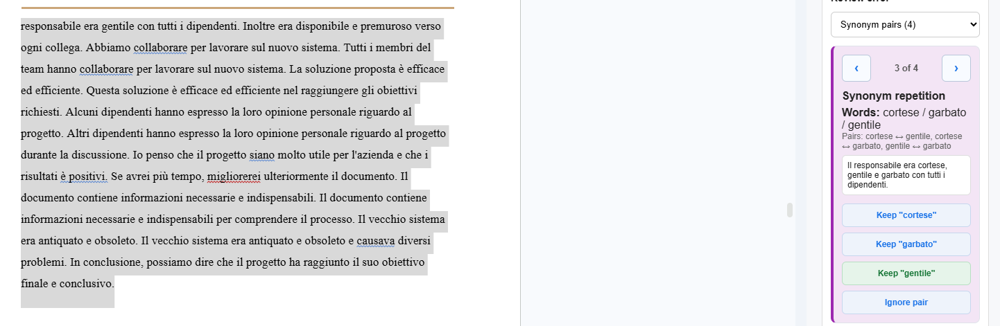 responsabile era gentile con tutti i dipendenti. Inoltre era disponibile e premuroso verso
ogni collega. Abbiamo collaborare per lavorare sul nuovo sistema. Tutti i membri del
team hanno collaborare per lavorare sul nuovo sistema. La soluzione proposta è efficace
ed efficiente. Questa soluzione è efficace ed efficiente nel raggiungere gli obiettivi
richiesti. Alcuni dipendenti hanno espresso la loro opinione personale riguardo al
progetto. Altri dipendenti hanno espresso la loro opinione personale riguardo al progetto
durante la discussione. Io penso che il progetto siano molto utile per l'azienda e che i
risultati è positivi. Se avrei più tempo, migliorerei ulteriormente il documento. Il
documento contiene informazioni necessarie e indispensabili. Il documento contiene
informazioni necessarie e indispensabili per comprendere il processo. Il vecchio sistema
era antiquato e obsoleto. Il vecchio sistema era antiquato e obsoleto e causava diversi
problemi. In conclusione, possiamo dire che il progetto ha raggiunto il suo obiettivo
finale e conclusivo.
Synonym pairs (4)
‹ 3 of 4 ›
Synonym repetition
Words: cortese / garbato
/ gentile
Pairs: cortese ↔ gentile, cortese
↔ garbato, gentile ↔ garbato
Il responsabile era cortese,
gentile e garbato con tutti i
dipendenti.
Keep "cortese"
Keep "garbato"
Keep "gentile"
Ignore pair